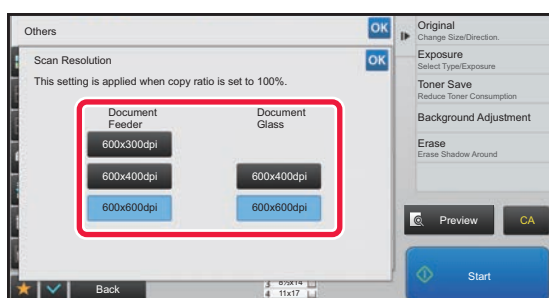 Others
OK
Scan Resolution
OK
This setting is applied when copy ratio is set to 100%.
Document
Feeder
Document
Glass
600x300dpi
600x400dpi
600x400dpi
600x600dpi
600x600dpi
Back
11x17
Original
Change Size/Direction.
Exposure
Select Type/Exposure
Toner Save
Reduce Toner Consumption
Background Adjustment
Erase
Erase Shadow Around
Preview
CA
Start